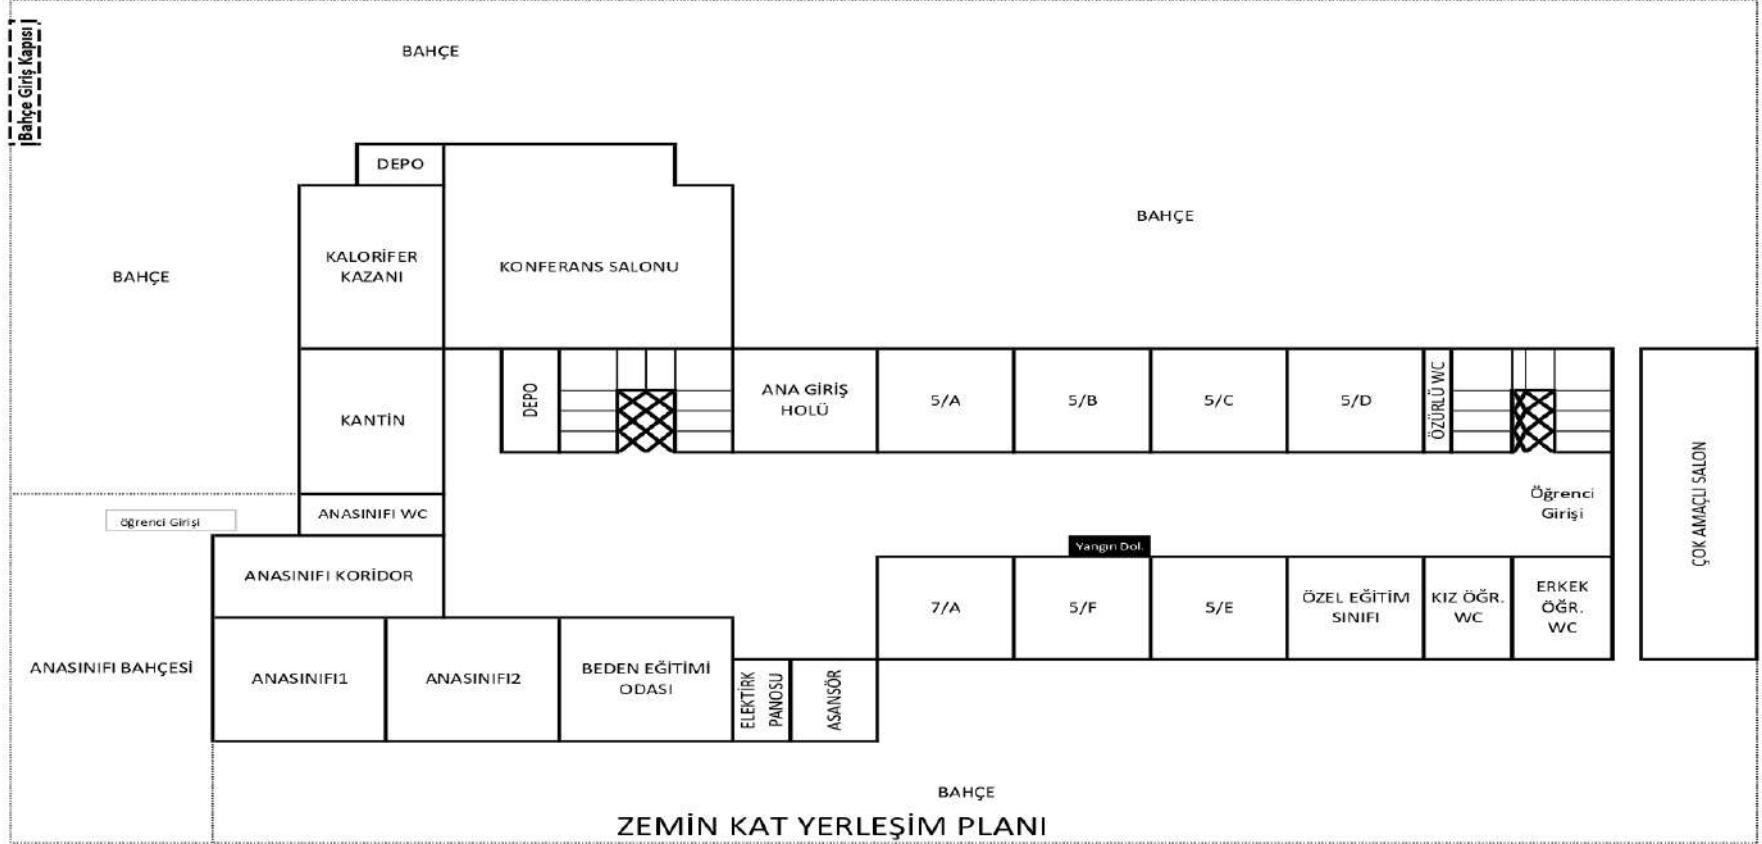 Bahçe Giriş Kapısı
BAHÇE
DEPO
BAHÇE
KALORİFER
KAZANI
KONFERANS SALONU
BAHÇE
KANTİN
DEPO
ANA GİRİŞ
HOLÜ
5/A
5/B
5/C
5/D
ÖZÜRLÜ WC
ÇOK AMAÇLI SALON
ANASINIFI WC
öğrenci Girişi
Öğrenci
Girişi
Yangın Dol.
ANASINIFI KORİDOR
7/A
5/F
5/E
ÖZEL EĞİTİM
SINIFI
KIZ ÖĞR.
WC
ERKEK
ÖĞR.
WC
ANASINIFI BAHÇESİ
ANASINIFI1
ANASINIFI2
BEDEN EĞİTİMİ
ODASI
ELEKTİRK
PANOSU
ASANSÖR
BAHÇE
ZEMİN KAT YERLEŞİM PLANI